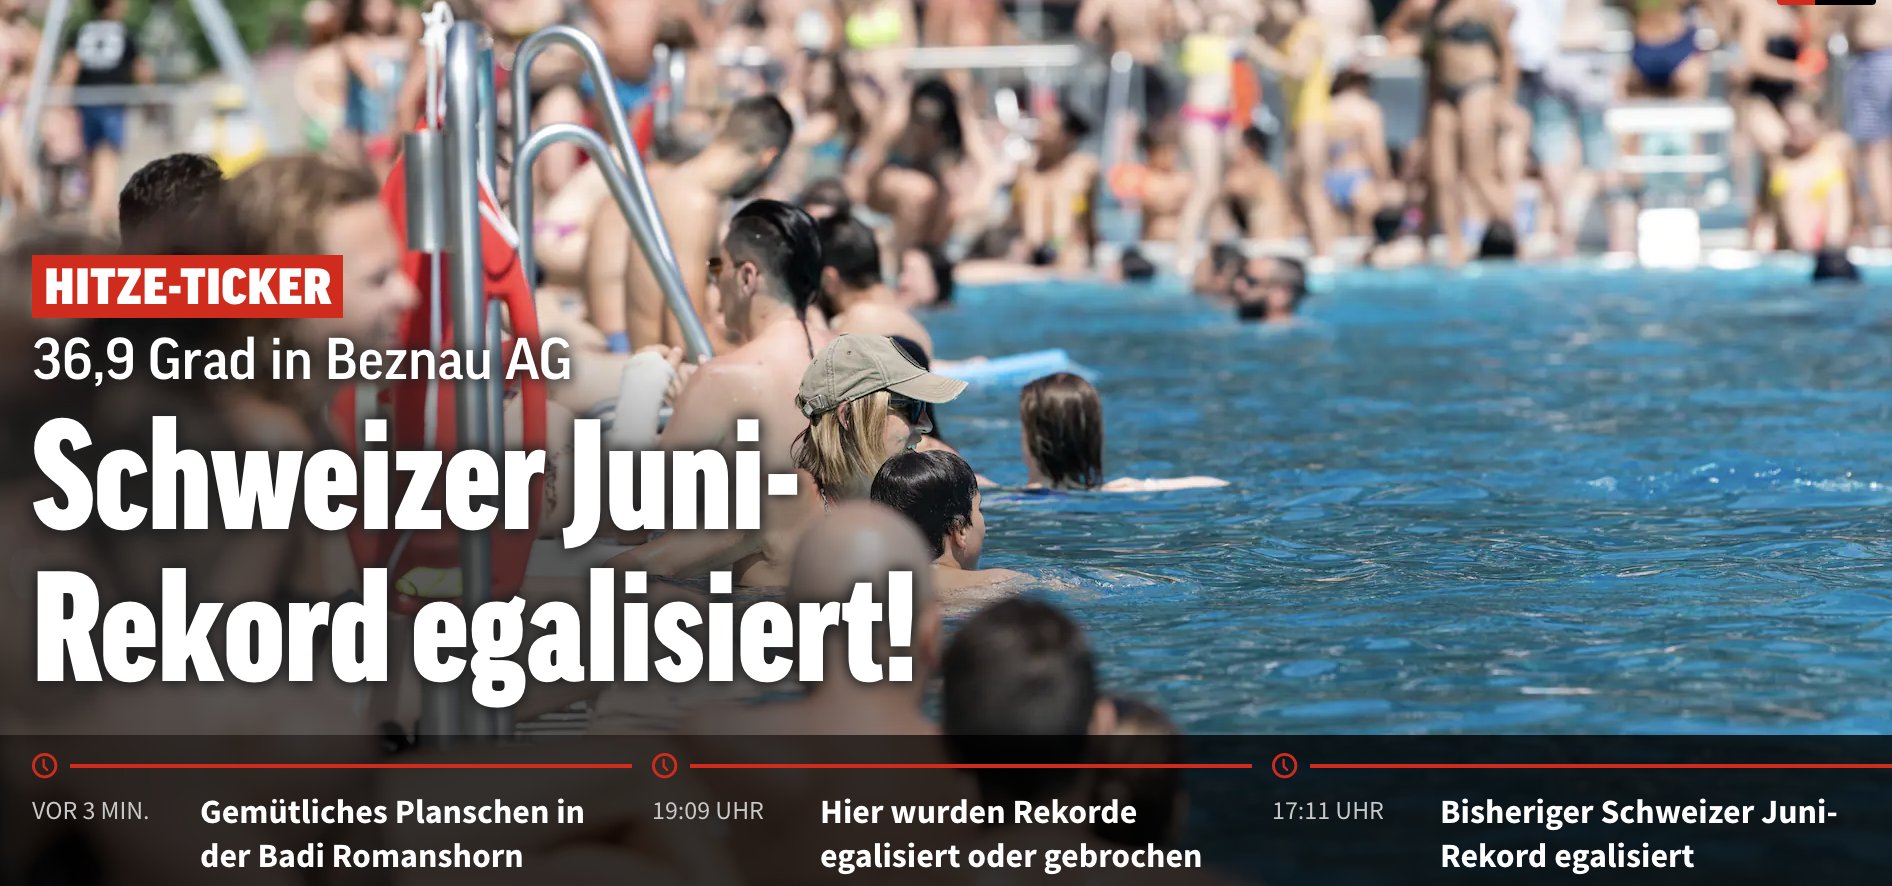 HITZE-TICKER
36,9 Grad in Beznau AG
Schweizer Juni-
Rekord egalisiert!
VOR 3 MIN.
Gemütliches Planschen in
der Badi Romanshorn
19:09 UHR
Hier wurden Rekorde
egalisiert oder gebrochen
17:11 UHR
Bisheriger Schweizer Juni-
Rekord egalisiert